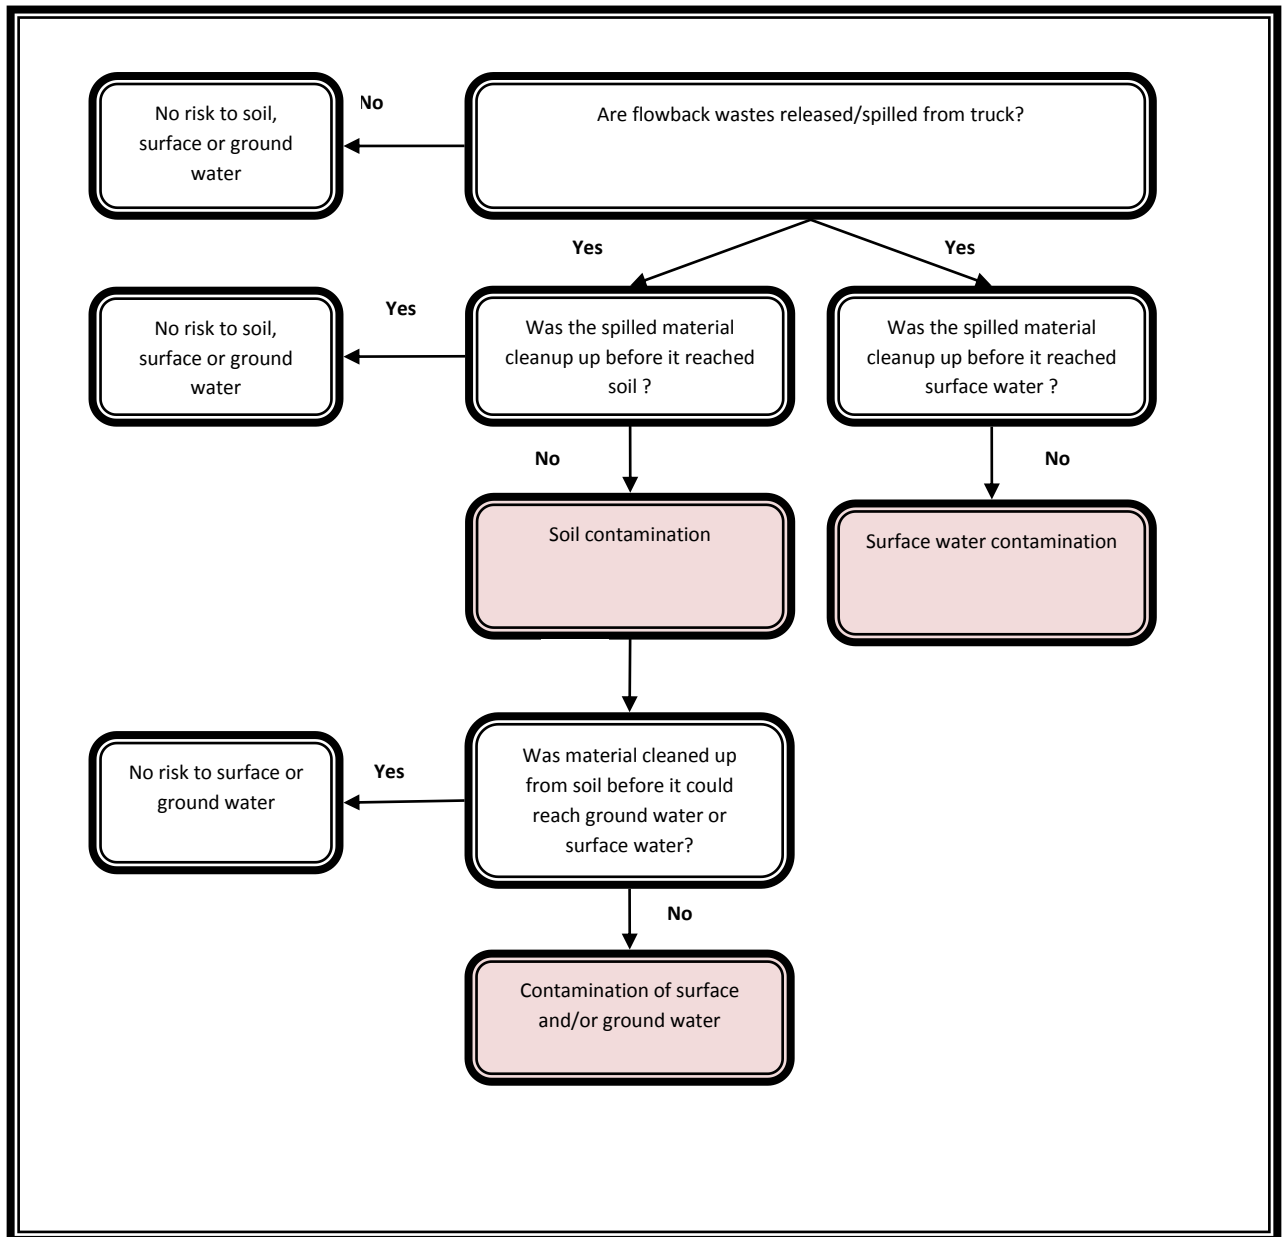 No risk to soil,
surface or ground
water
No
Are flowback wastes released/spilled from truck?
Yes
Yes
No risk to soil,
surface or ground
water
Yes
Was the spilled material
cleanup up before it reached
soil ?
Was the spilled material
cleanup up before it reached
surface water ?
No
No
Soil contamination
Surface water contamination
No risk to surface or
ground water
Yes
Was material cleaned up
from soil before it could
reach ground water or
surface water?
No
Contamination of surface
and/or ground water